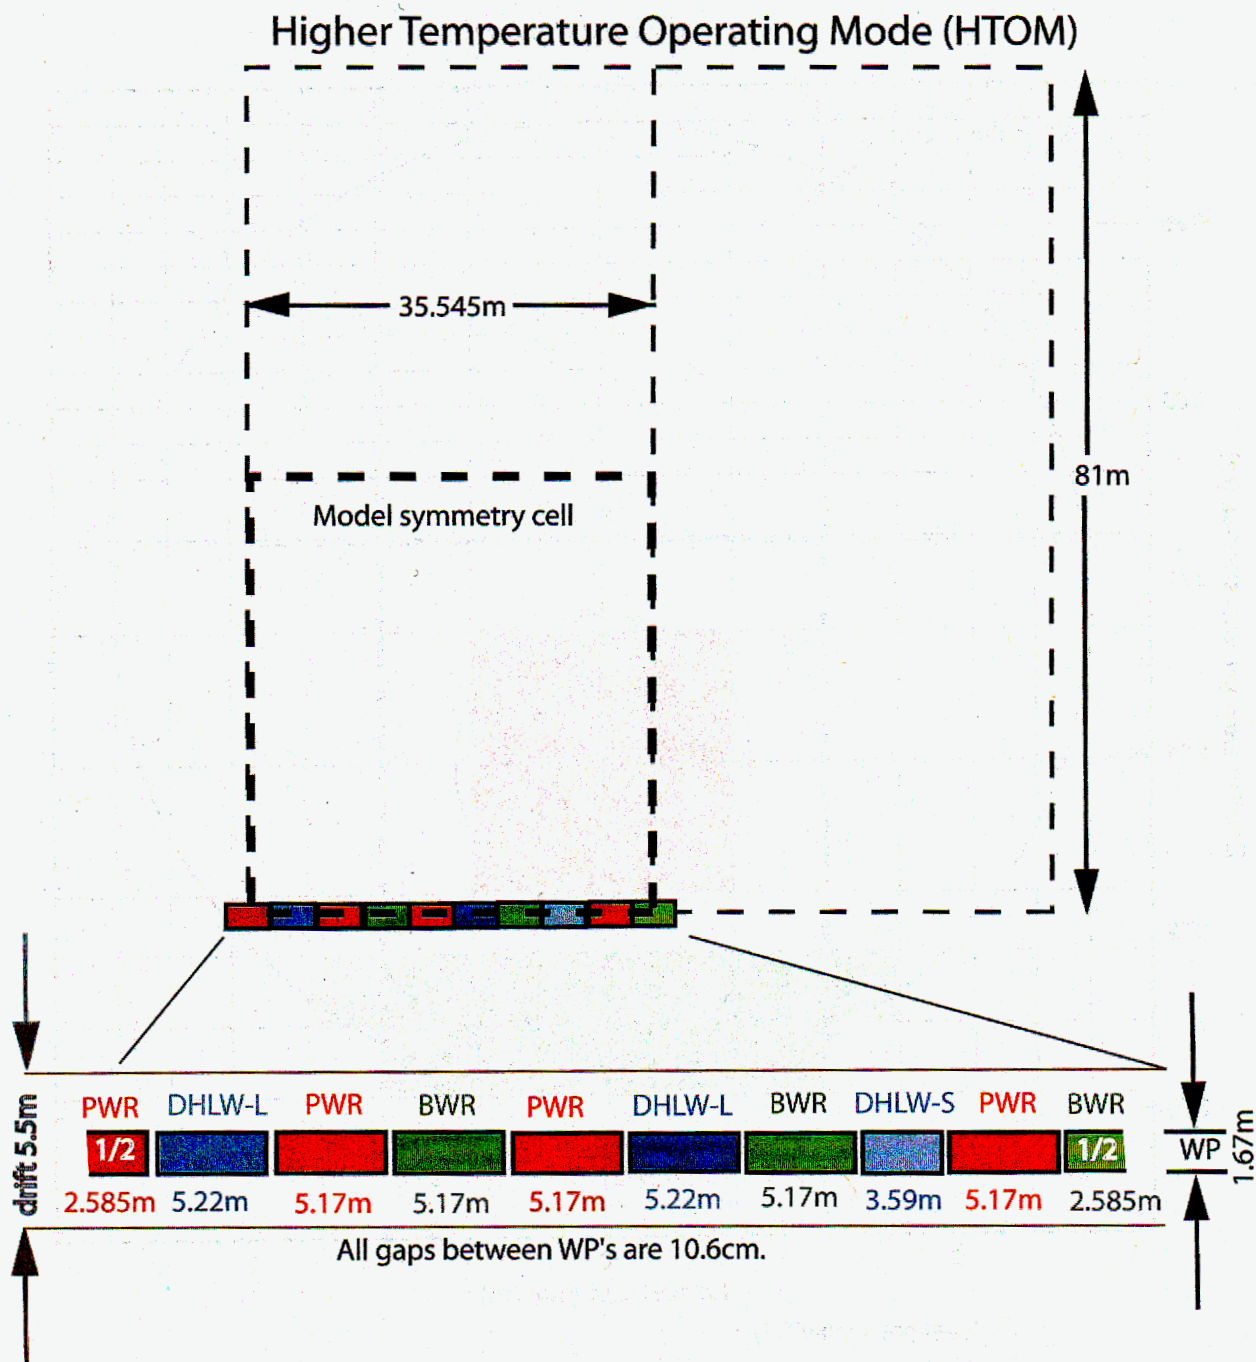 Higher Temperature Operating Mode (HTOM)
35.545m
81m
Model symmetry cell
drift 5.5m
PWR DHLW-L PWR BWR PWR DHLW-L BWR DHLW-S PWR BWR
1/2 1/2 WP
1.67m
2.585m 5.22m 5.17m 5.17m 5.17m 5.22m 5.17m 3.59m 5.17m 2.585m
All gaps between WP's are 10.6cm.